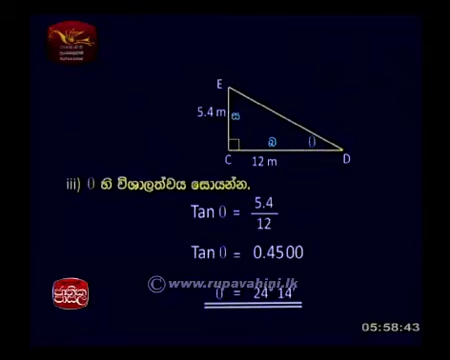 E
5.4 m
ස
බ
θ
C
12 m
D
iii) θ හි විශාලත්වය සොයන්න.
Tan θ = 5.4
12
Tan θ = 0.4500
© www.rupavahini.lk
θ = 24° 14'
ජාතික
05:58:43